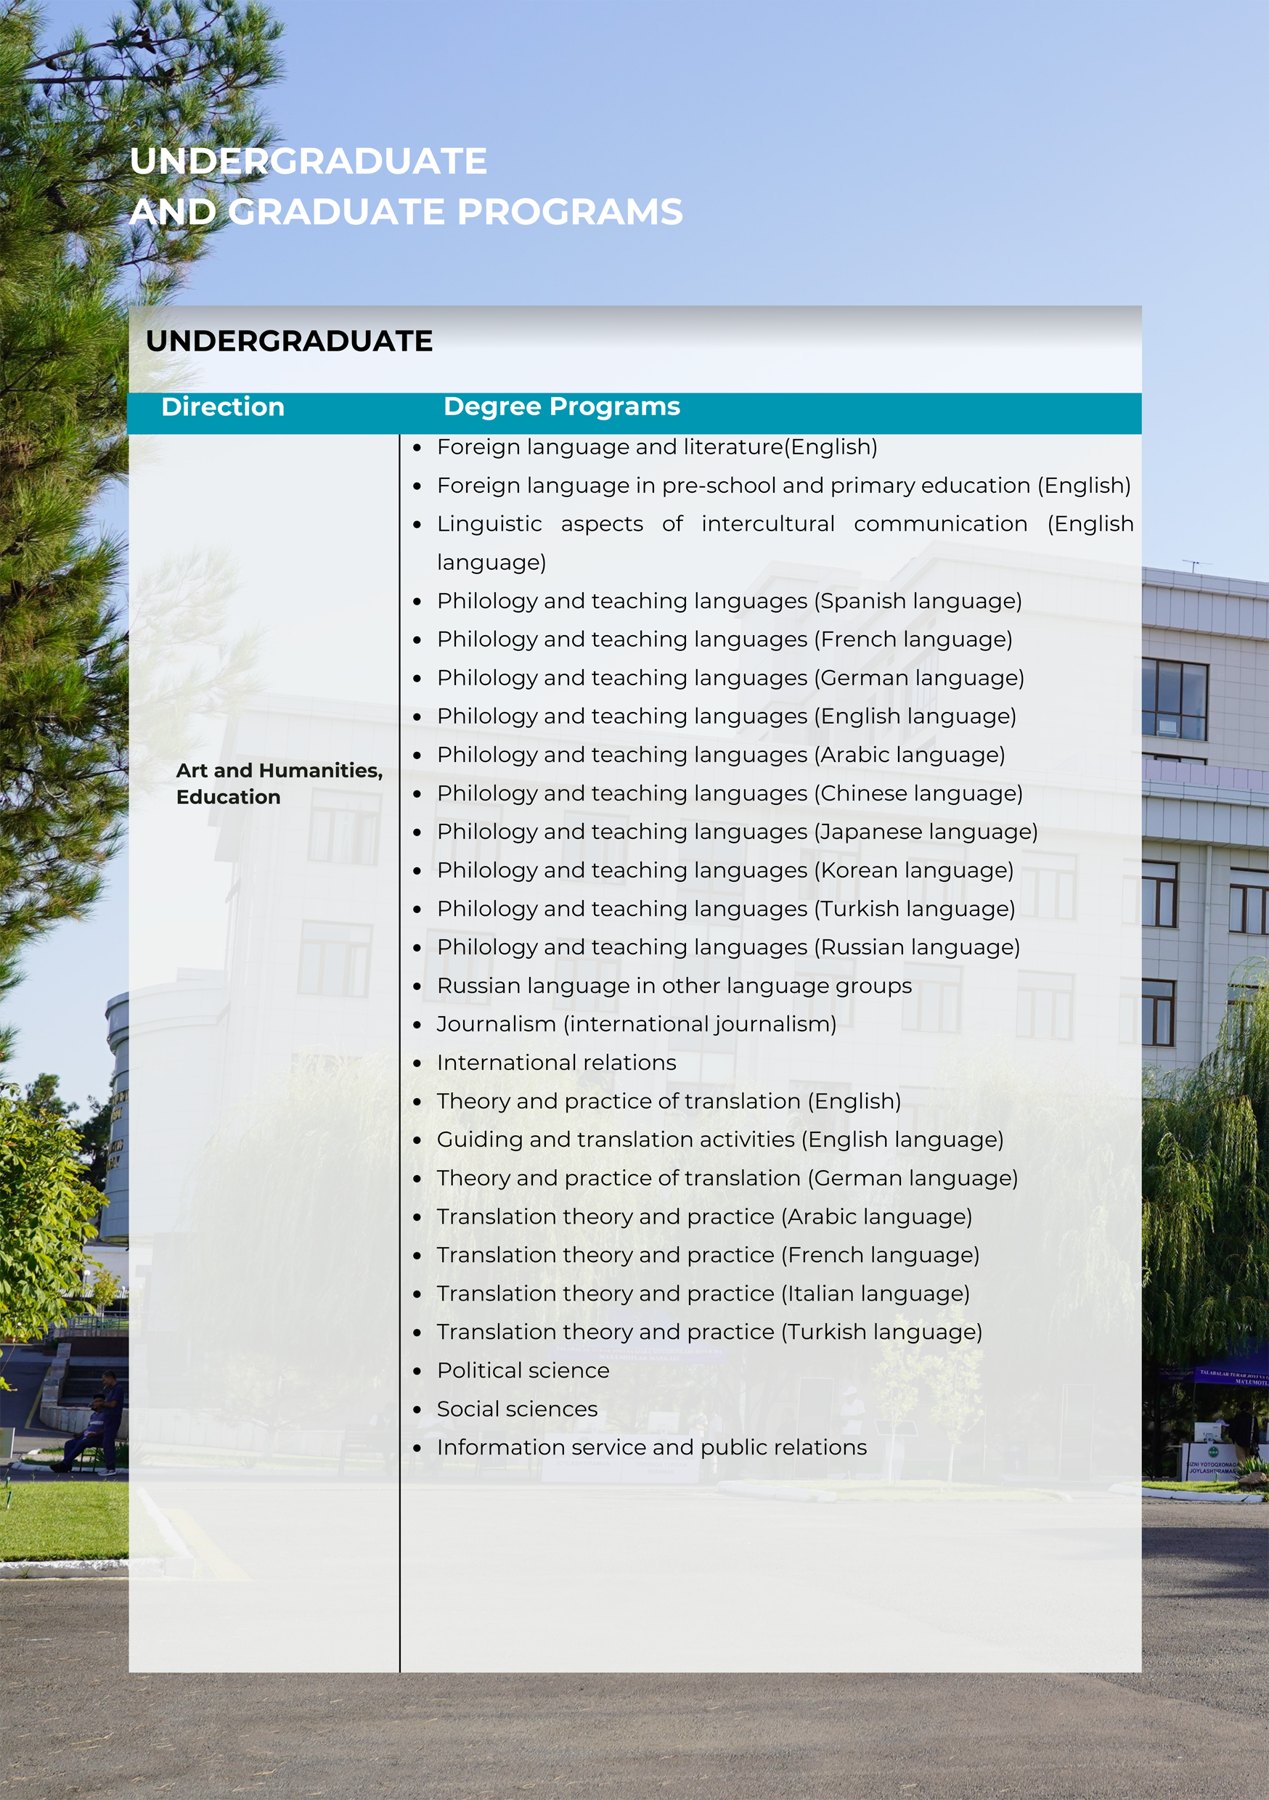 UNDERGRADUATE
AND GRADUATE PROGRAMS
UNDERGRADUATE
Direction
Degree Programs
Art and Humanities,
Education
• Foreign language and literature(English)
• Foreign language in pre-school and primary education (English)
• Linguistic aspects of intercultural communication (English
language)
• Philology and teaching languages (Spanish language)
• Philology and teaching languages (French language)
• Philology and teaching languages (German language)
• Philology and teaching languages (English language)
• Philology and teaching languages (Arabic language)
• Philology and teaching languages (Chinese language)
• Philology and teaching languages (Japanese language)
• Philology and teaching languages (Korean language)
• Philology and teaching languages (Turkish language)
• Philology and teaching languages (Russian language)
• Russian language in other language groups
• Journalism (international journalism)
• International relations
• Theory and practice of translation (English)
• Guiding and translation activities (English language)
• Theory and practice of translation (German language)
• Translation theory and practice (Arabic language)
• Translation theory and practice (French language)
• Translation theory and practice (Italian language)
• Translation theory and practice (Turkish language)
• Political science
• Social sciences
• Information service and public relations